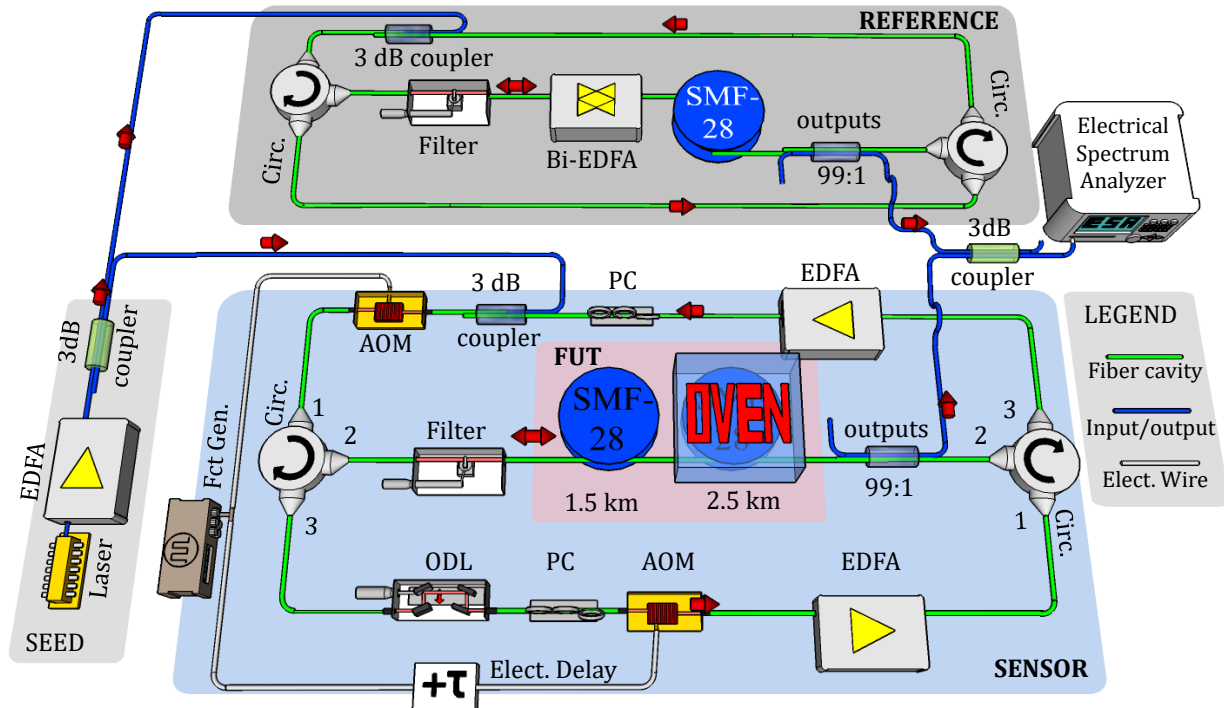 REFERENCE
3 dB coupler
Circ.
Filter
Bi-EDFA
SMF-
28
outputs
99:1
Circ.
Electrical
Spectrum
Analyzer
ESA
3dB
coupler
3dB
coupler
EDFA
Laser
SEED
Fct Gen.
AOM
3 dB
coupler
PC
EDFA
FUT
SMF-
28
1.5 km
OVEN
28
2.5 km
Circ.
1
2
3
Filter
outputs
99:1
3
2
1
Circ.
ODL
PC
AOM
EDFA
Elect. Delay
+τ
SENSOR
LEGEND
Fiber cavity
Input/output
Elect. Wire